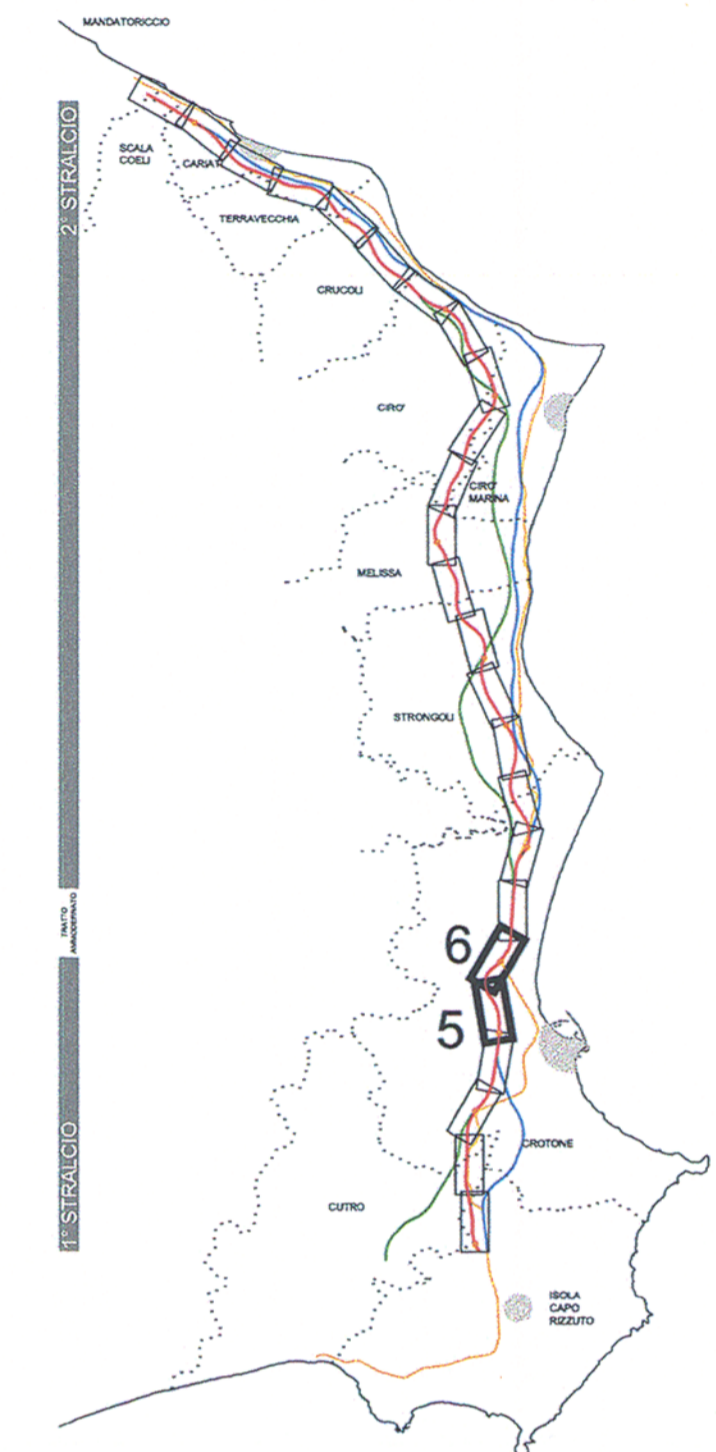 MANDATORICCIO
2° STRALCIO
SCALA
COELI
CARIATI
TERRAVECCHIA
CRUCOLI
CIRO'
CIRO'
MARINA
MELISSA
STRONGOLI
TRATTO
AMMODERNATO
6
5
1° STRALCIO
CROTONE
CUTRO
ISOLA
CAPO
RIZZUTO